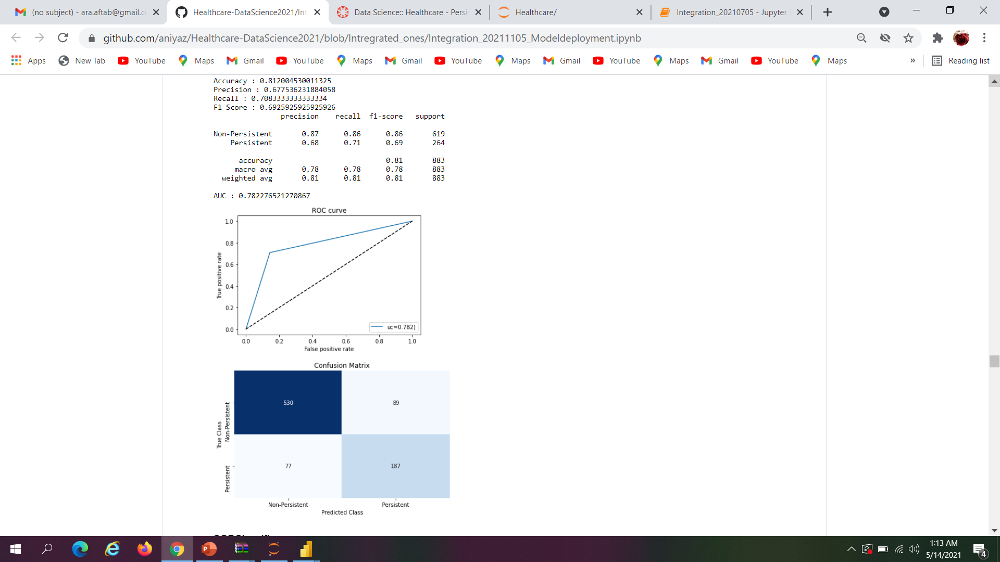 (no subject) - ara.aftab@gmail.c
Healthcare-DataScience2021/Int
Data Science:: Healthcare - Persis
Healthcare/
Integration_20210705 - Jupyter
github.com/aniyaz/Healthcare-DataScience2021/blob/Intregrated_ones/Integration_20211105_Modeldeployment.ipynb
Apps New Tab YouTube Maps Gmail YouTube Maps Gmail YouTube Maps Gmail YouTube Maps Gmail YouTube Maps » Reading list
Accuracy : 0.812004530011325
Precision : 0.677536231884058
Recall : 0.7083333333333334
F1 Score : 0.6925925925925926
precision recall f1-score support
Non-Persistent 0.87 0.86 0.86 619
Persistent 0.68 0.71 0.69 264
accuracy 0.81 883
macro avg 0.78 0.78 0.78 883
weighted avg 0.81 0.81 0.81 883
AUC : 0.782276521270867
ROC curve
1.0
0.8
0.6
0.4
0.2
0.0
True positive rate
uc=0.782)
0.0 0.2 0.4 0.6 0.8 1.0
False positive rate
Confusion Matrix
530 89
77 187
True Class
Non-Persistent
Persistent
Non-Persistent Persistent
Predicted Class
1:13 AM
5/14/2021
4